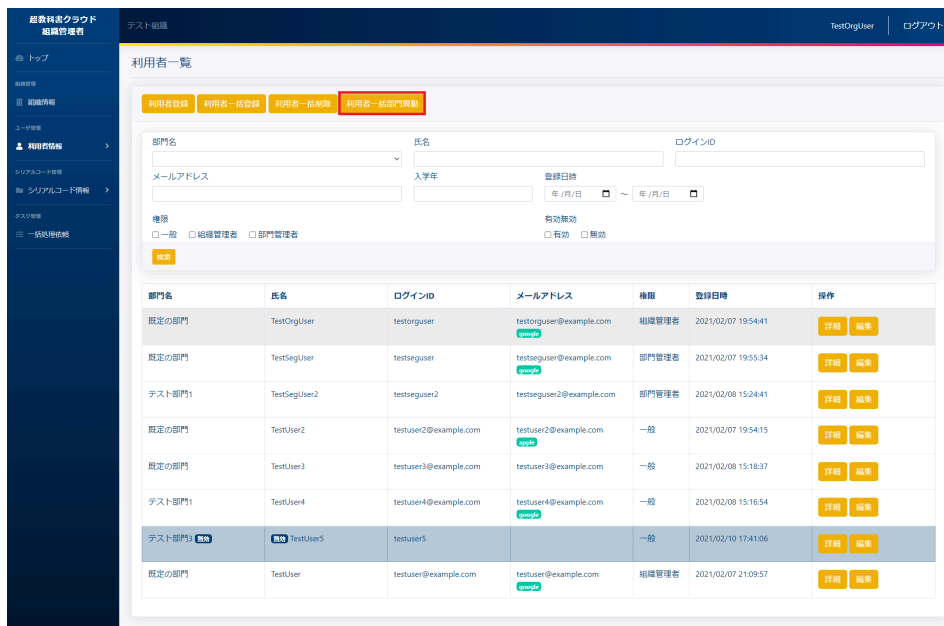 超教科書クラウド
組織管理者
テスト組織
TestOrgUser
ログアウト
トップ
組織管理
組織情報
ユーザ管理
利用者情報
シリアルコード管理
シリアルコード情報
タスク管理
一括処理依頼
利用者一覧
利用者登録 利用者一括登録 利用者一括削除 利用者一括部門異動
部門名 氏名 ログインID
メールアドレス 入学年 登録日時
年/月/日 ~ 年/月/日
権限 有効無効
一般 組織管理者 部門管理者 有効 無効
検索
部門名 氏名 ログインID メールアドレス 権限 登録日時 操作
既定の部門 TestOrgUser testorguser testorguser@example.com 組織管理者 2021/02/07 19:54:41 詳細 編集
google
既定の部門 TestSegUser testseguser testseguser@example.com 部門管理者 2021/02/07 19:55:34 詳細 編集
google
テスト部門1 TestSegUser2 testseguser2 testseguser2@example.com 部門管理者 2021/02/08 15:24:41 詳細 編集
既定の部門 TestUser2 testuser2@example.com testuser2@example.com 一般 2021/02/07 19:54:15 詳細 編集
apple
既定の部門 TestUser3 testuser3@example.com testuser3@example.com 一般 2021/02/08 15:18:37 詳細 編集
テスト部門1 TestUser4 testuser4@example.com testuser4@example.com 一般 2021/02/08 15:16:54 詳細 編集
google
テスト部門3 無効 無効 TestUser5 testuser5 一般 2021/02/10 17:41:06 詳細 編集
既定の部門 TestUser testuser@example.com testuser@example.com 組織管理者 2021/02/07 21:09:57 詳細 編集
google